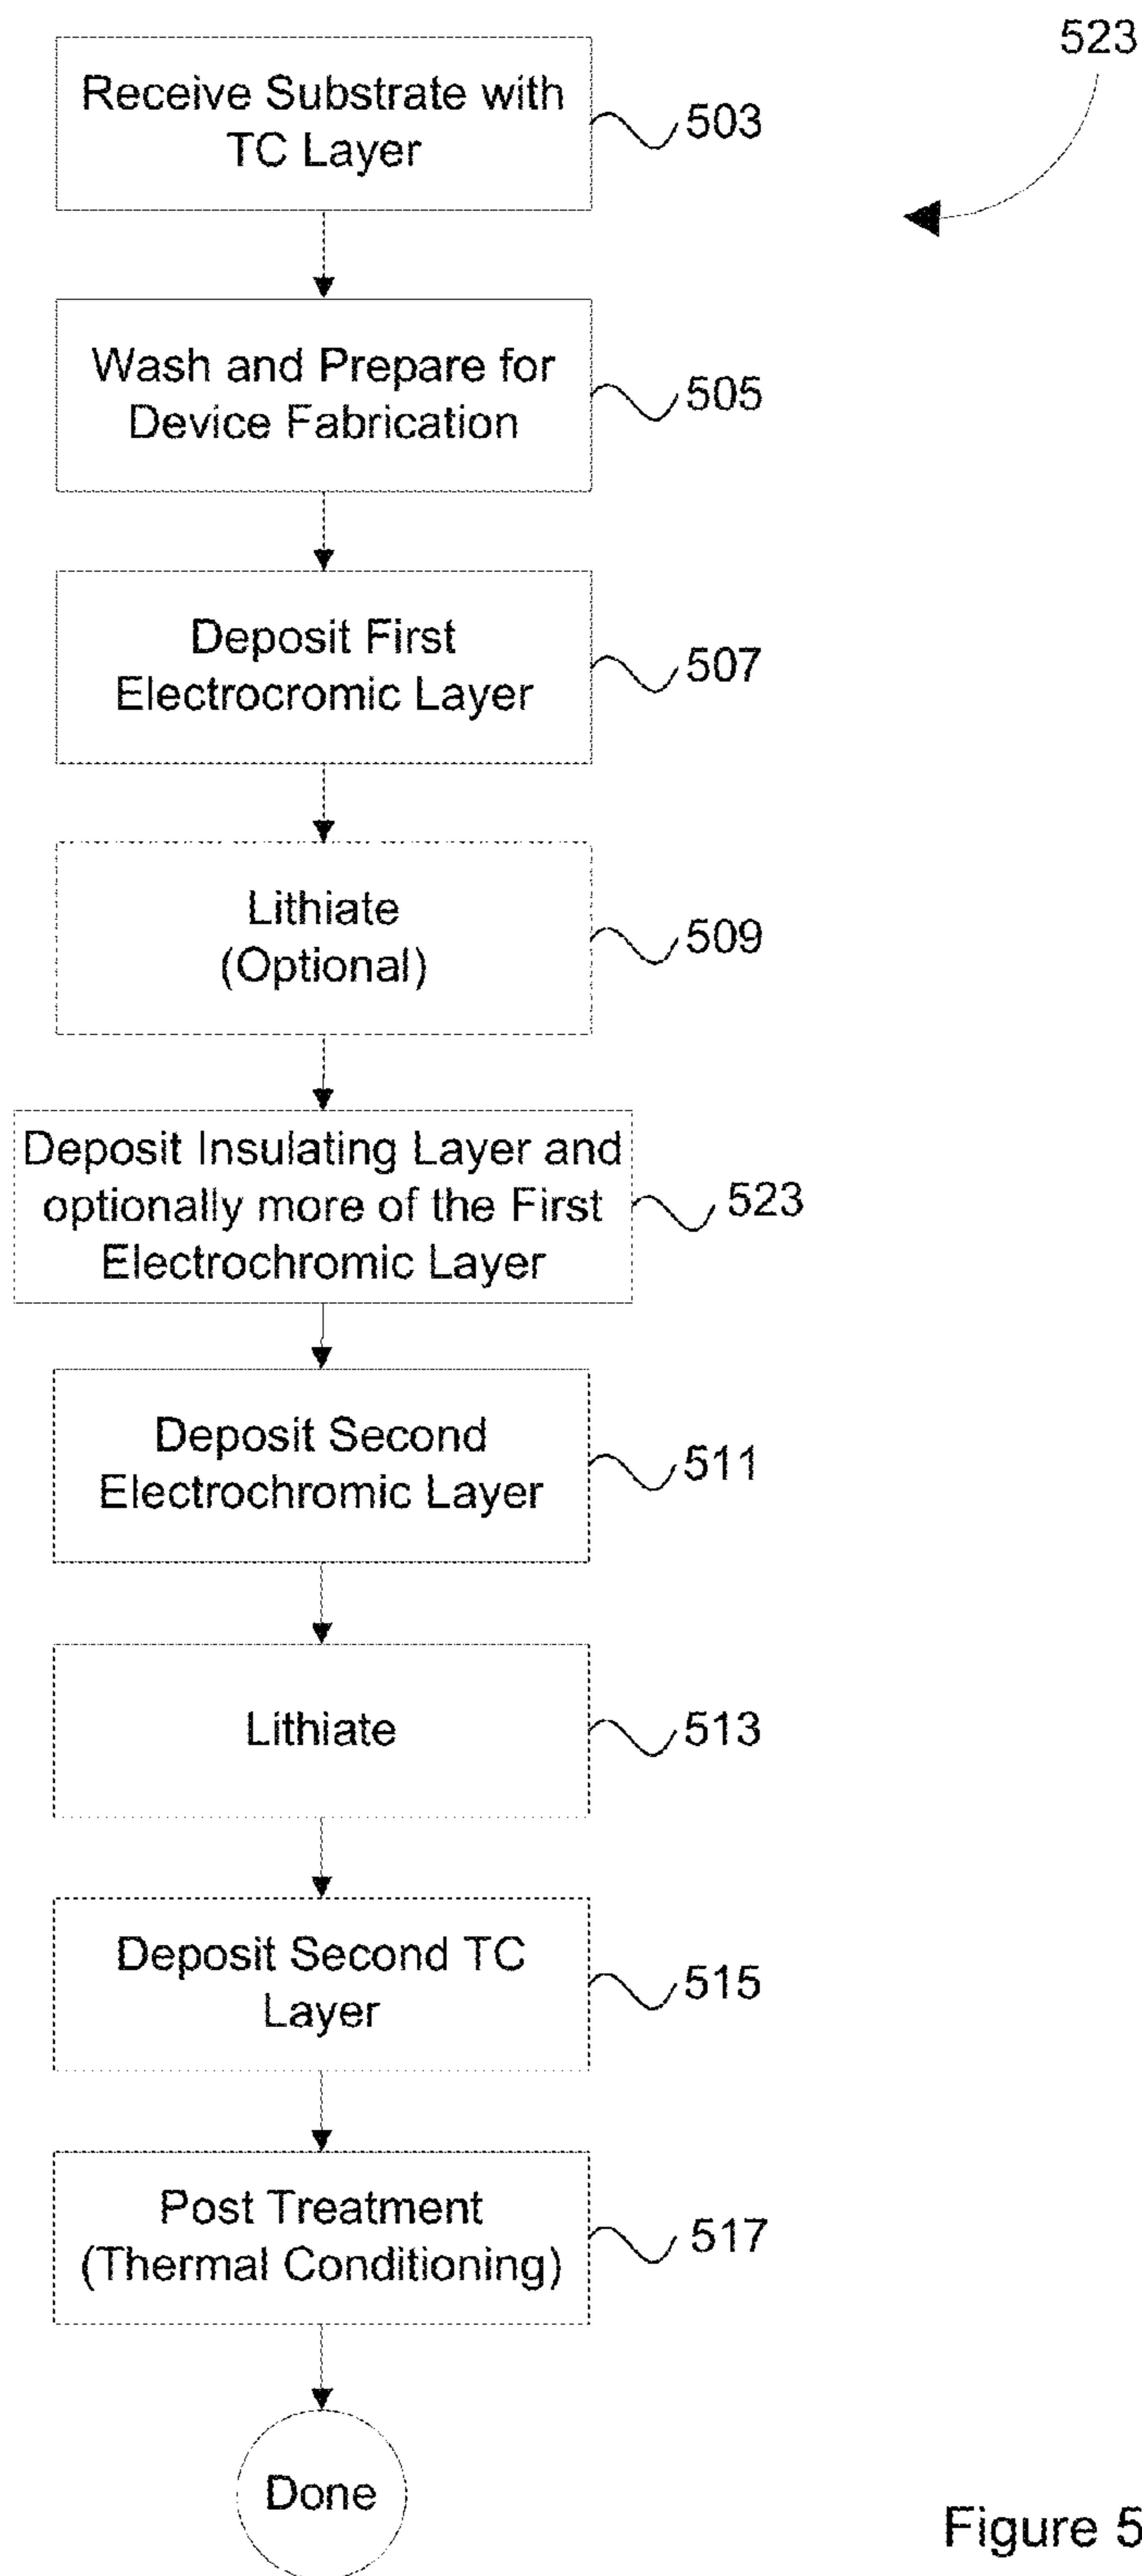 523
Receive Substrate with
TC Layer
503
Wash and Prepare for
Device Fabrication
505
Deposit First
Electrocromic Layer
507
Lithiate
(Optional)
509
Deposit Insulating Layer and
optionally more of the First
Electrochromic Layer
523
Deposit Second
Electrochromic Layer
511
Lithiate
513
Deposit Second TC
Layer
515
Post Treatment
(Thermal Conditioning)
517
Done
Figure 5